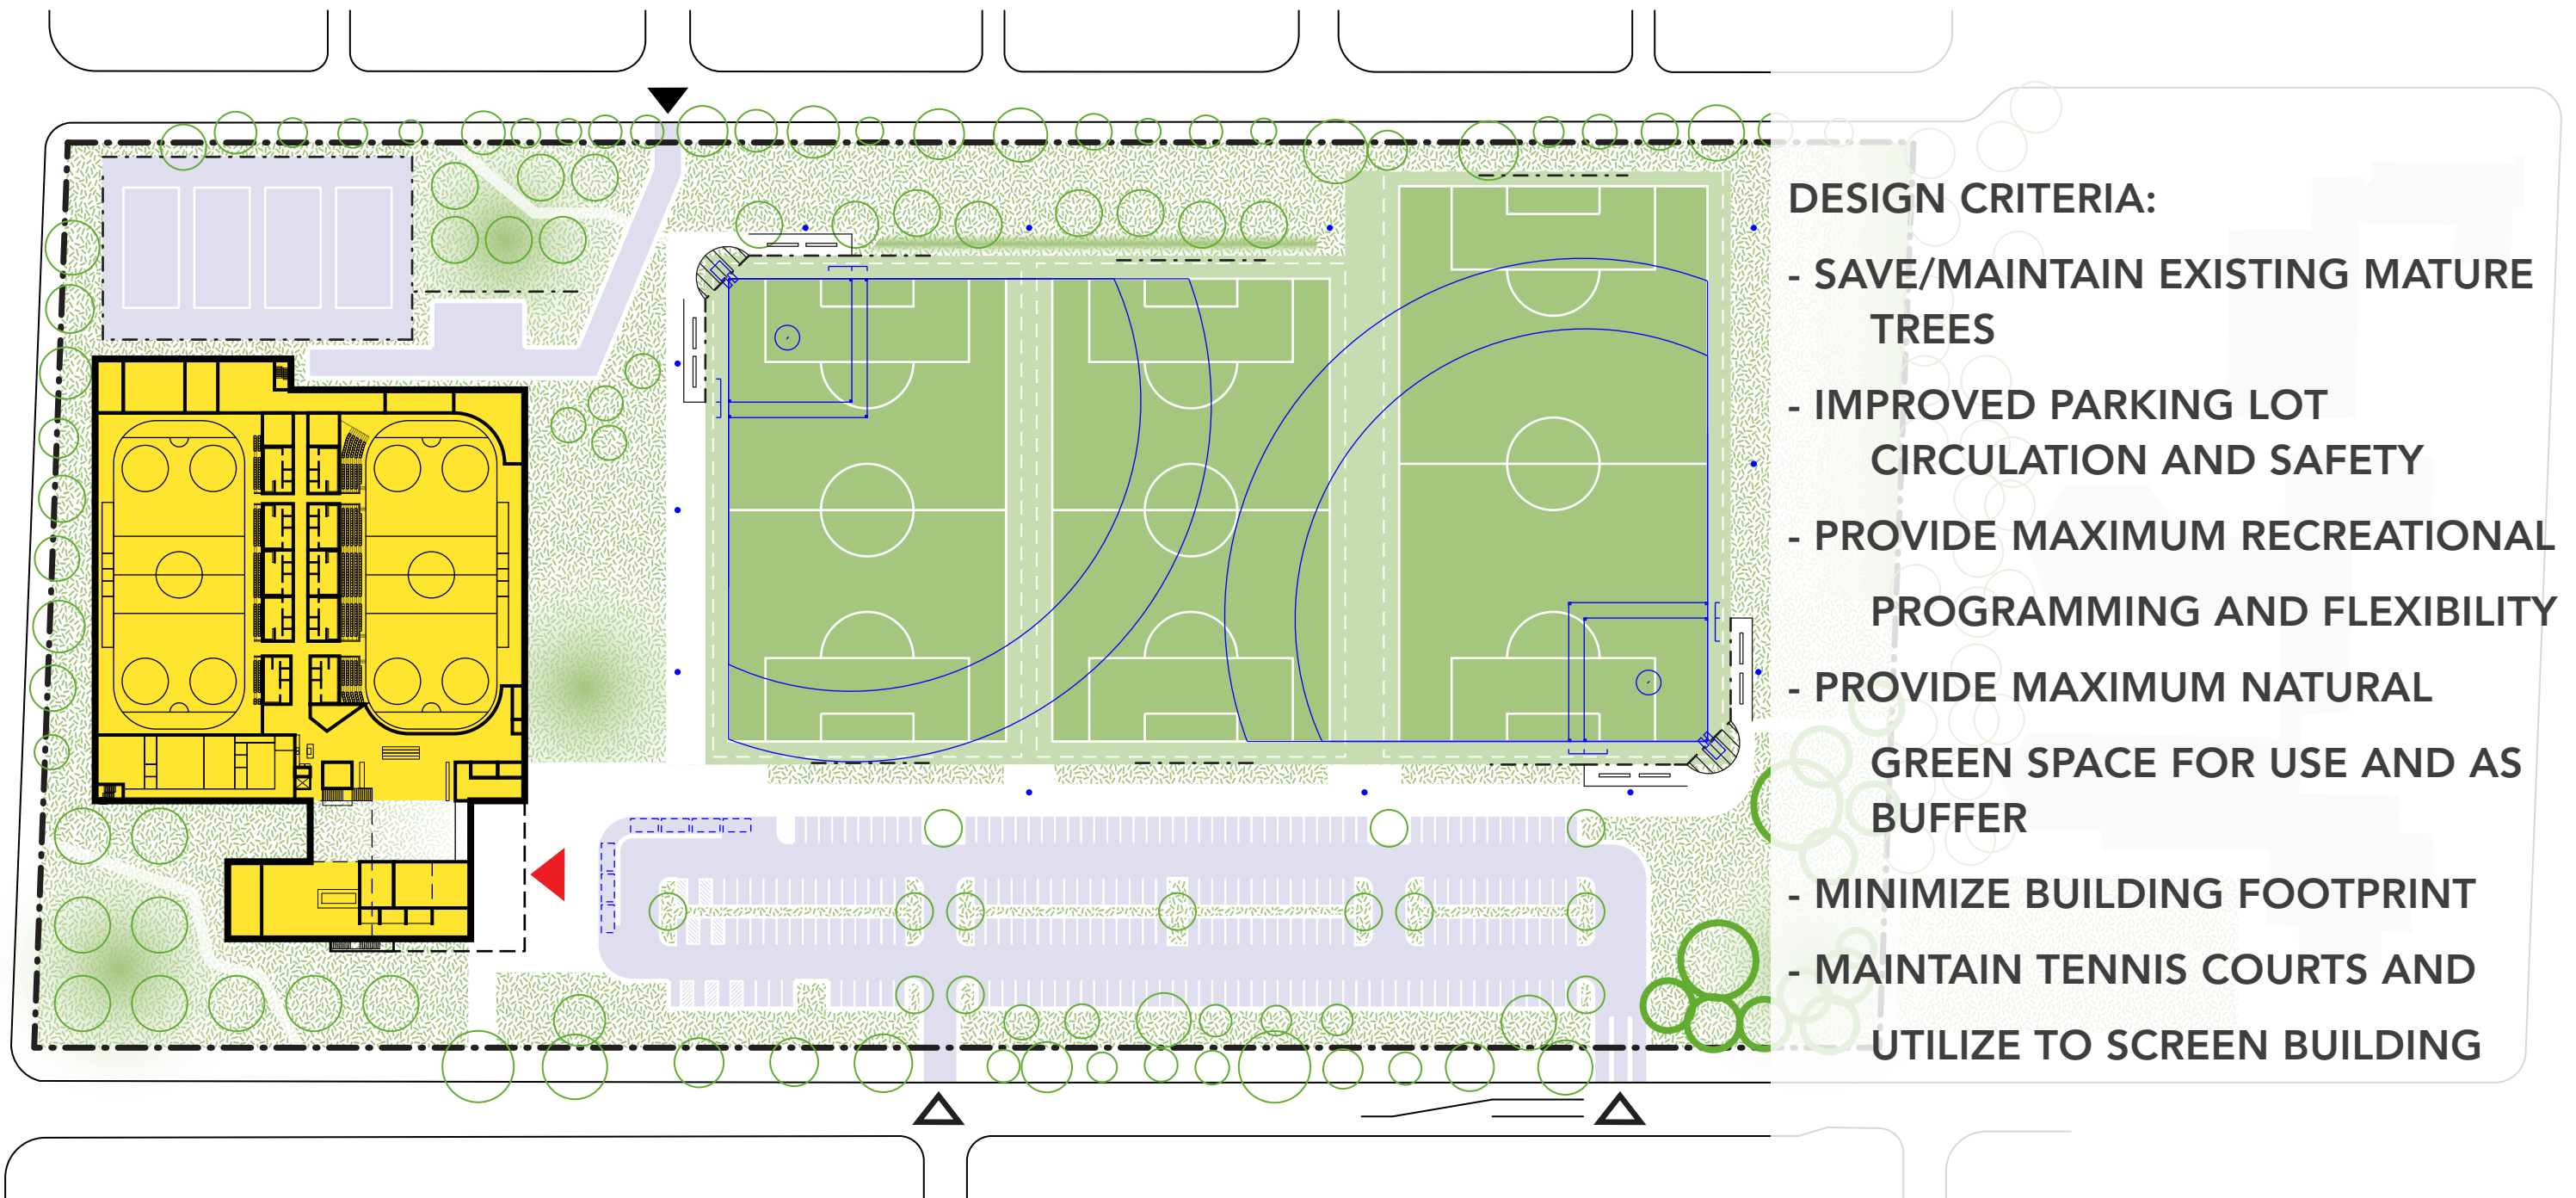 DESIGN CRITERIA:
- SAVE/MAINTAIN EXISTING MATURE
TREES
- IMPROVED PARKING LOT
CIRCULATION AND SAFETY
- PROVIDE MAXIMUM RECREATIONAL
PROGRAMMING AND FLEXIBILITY
- PROVIDE MAXIMUM NATURAL
GREEN SPACE FOR USE AND AS
BUFFER
- MINIMIZE BUILDING FOOTPRINT
- MAINTAIN TENNIS COURTS AND
UTILIZE TO SCREEN BUILDING